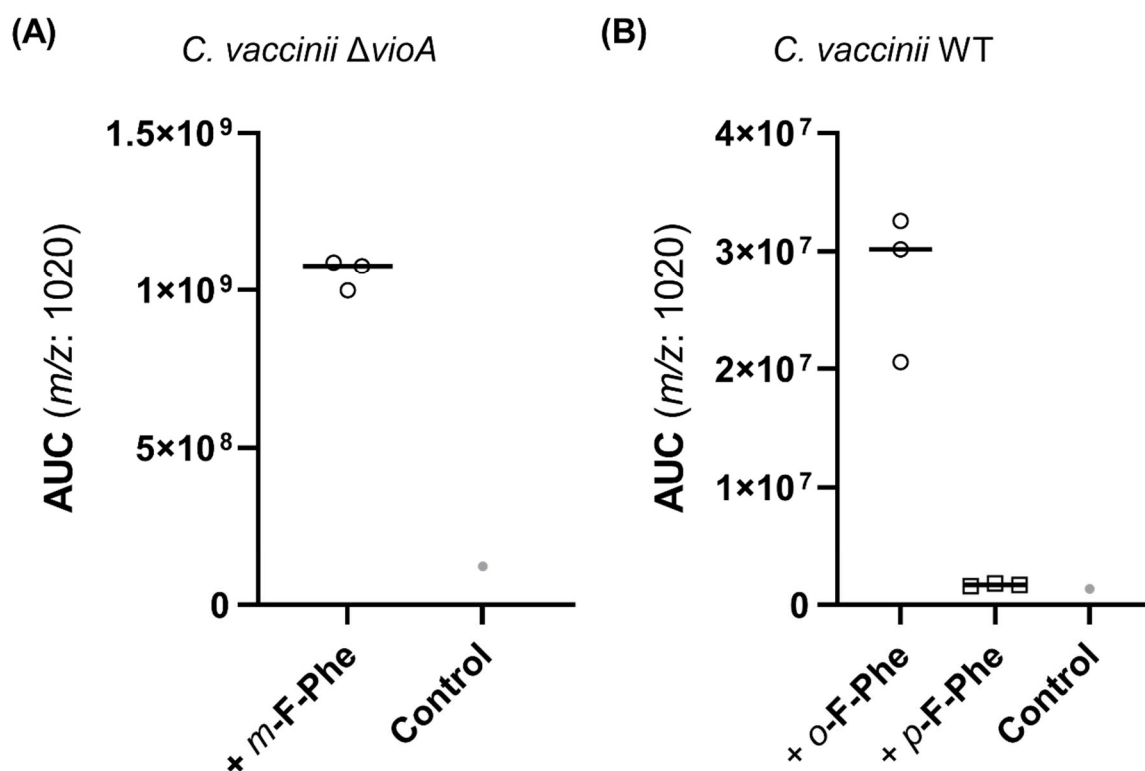 (A)
C. vaccinii ΔvioA
AUC (m/z: 1020)
1.5×10⁹
1×10⁹
5×10⁸
0
+ m-F-Phe
Control
(B)
C. vaccinii WT
AUC (m/z: 1020)
4×10⁷
3×10⁷
2×10⁷
1×10⁷
0
+ o-F-Phe
+ p-F-Phe
Control